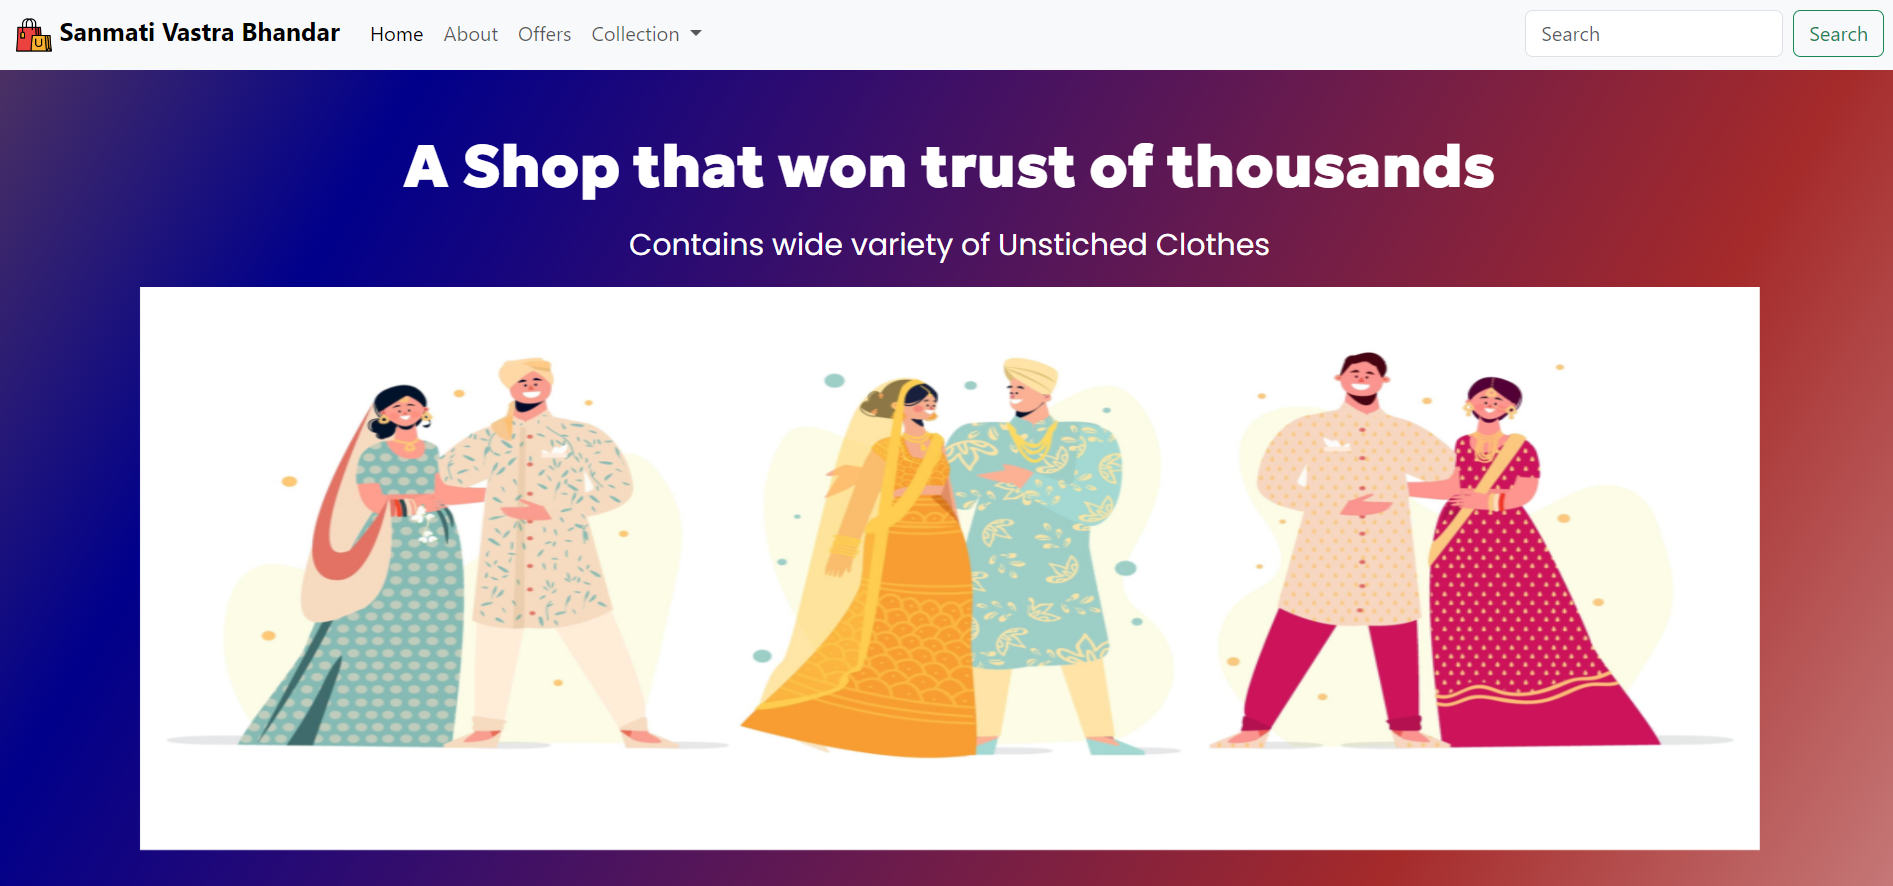 Sanmati Vastra Bhandar Home About Offers Collection Search Search
A Shop that won trust of thousands
Contains wide variety of Unstiched Clothes